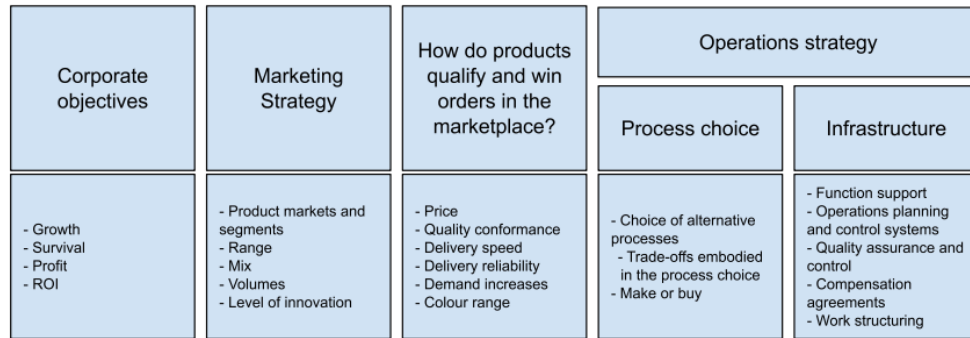 Corporate
objectives
Marketing
Strategy
How do products
qualify and win
orders in the
marketplace?
Operations strategy
Process choice
Infrastructure
- Growth
- Survival
- Profit
- ROI
- Product markets and
segments
- Range
- Mix
- Volumes
- Level of innovation
- Price
- Quality conformance
- Delivery speed
- Delivery reliability
- Demand increases
- Colour range
- Choice of alternative
processes
- Trade-offs embodied
in the process choice
- Make or buy
- Function support
- Operations planning
and control systems
- Quality assurance and
control
- Compensation
agreements
- Work structuring